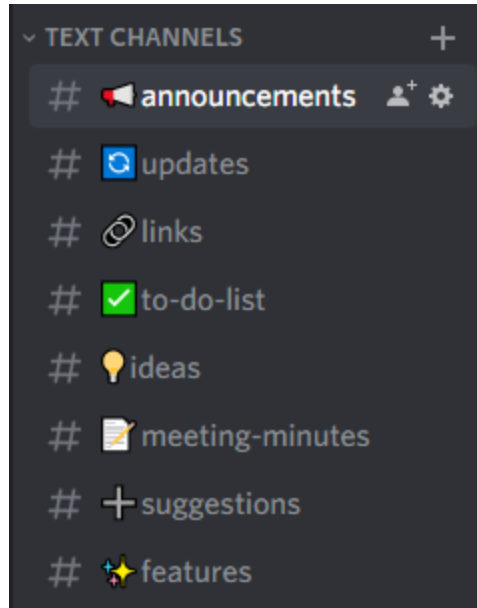 TEXT CHANNELS
# 📢announcements
# 🔄updates
# 🔗links
# ✅to-do-list
# 💡ideas
# 📝meeting-minutes
# ➕suggestions
# ✨features